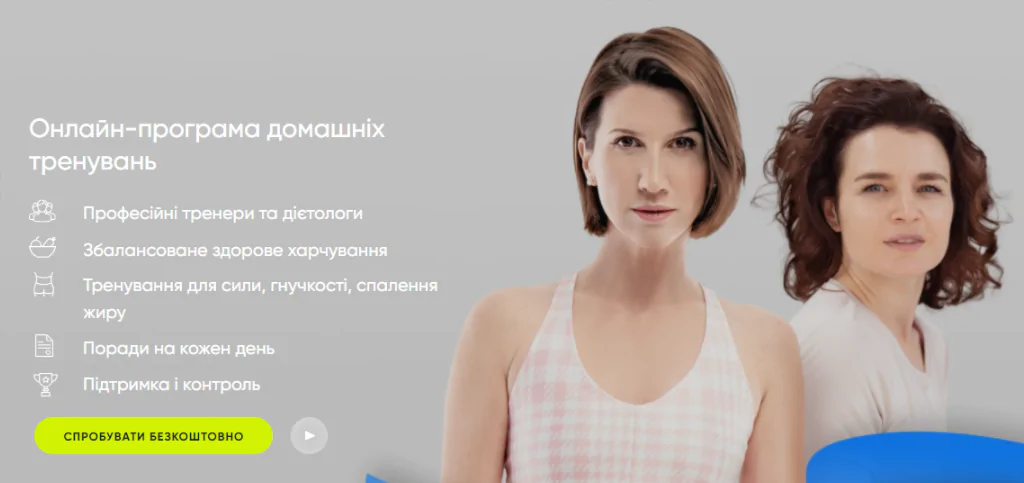 Онлайн-програма домашніх
тренувань
Професійні тренери та дієтологи
Збалансоване здорове харчування
Тренування для сили, гнучкості, спалення
жиру
Поради на кожен день
Підтримка і контроль
СПРОБУВАТИ БЕЗКОШТОВНО